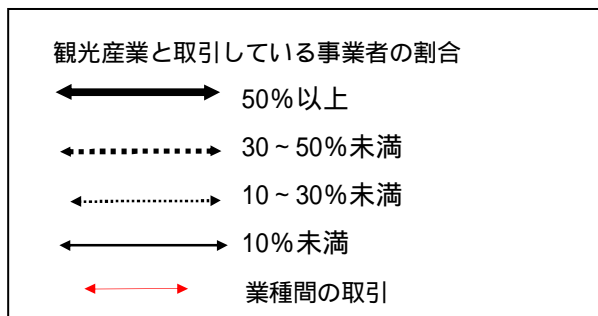 観光産業と取引している事業者の割合
50％以上
30～50％未満
10～30％未満
10％未満
業種間の取引